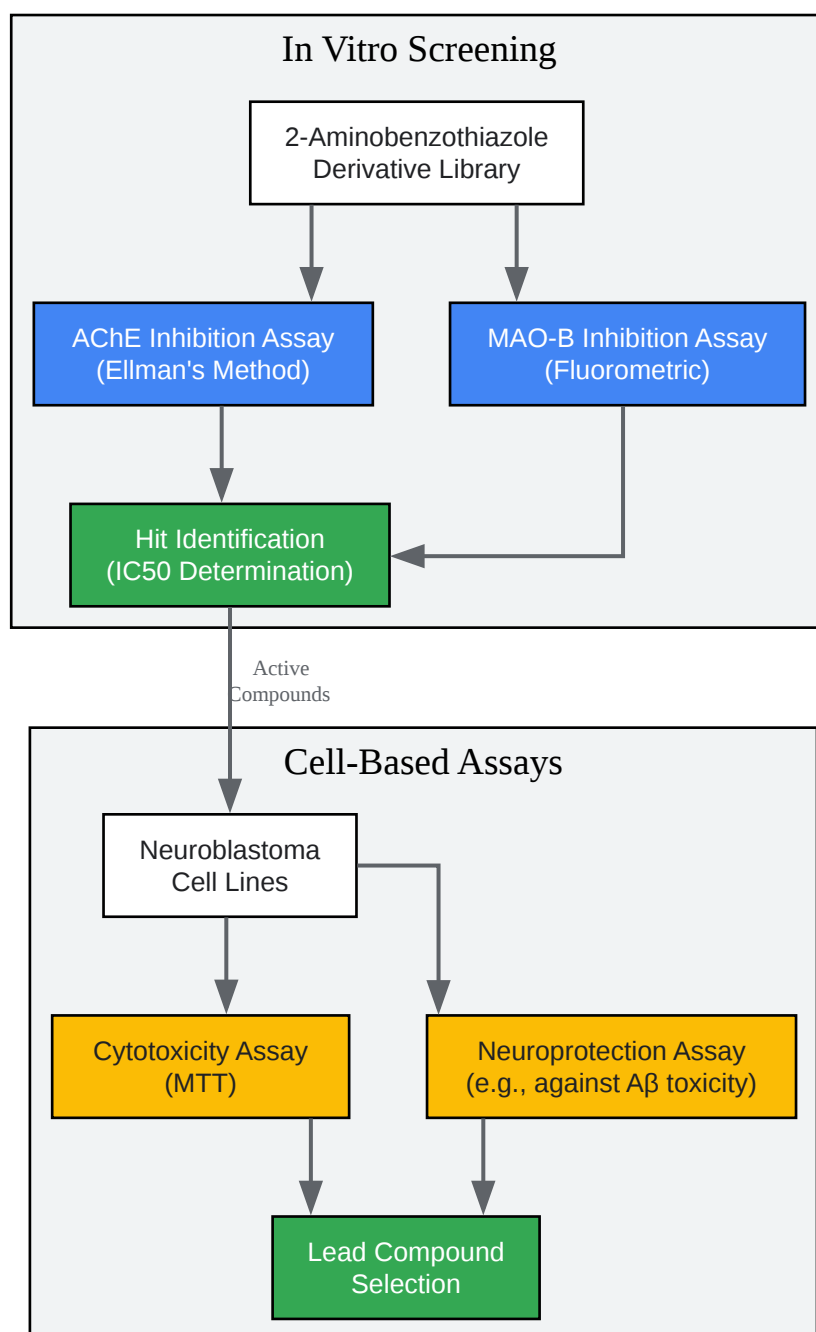 In Vitro Screening
2-Aminobenzothiazole
Derivative Library
AChE Inhibition Assay
(Ellman's Method)
MAO-B Inhibition Assay
(Fluorometric)
Hit Identification
(IC50 Determination)
Active
Compounds
Cell-Based Assays
Neuroblastoma
Cell Lines
Cytotoxicity Assay
(MTT)
Neuroprotection Assay
(e.g., against Aβ toxicity)
Lead Compound
Selection